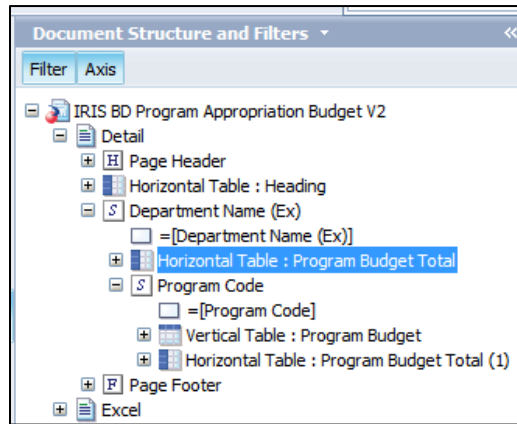 Document Structure and Filters
Filter Axis
IRIS BD Program Appropriation Budget V2
Detail
H Page Header
Horizontal Table : Heading
S Department Name (Ex)
=[Department Name (Ex)]
Horizontal Table : Program Budget Total
S Program Code
=[Program Code]
Vertical Table : Program Budget
Horizontal Table : Program Budget Total (1)
F Page Footer
Excel